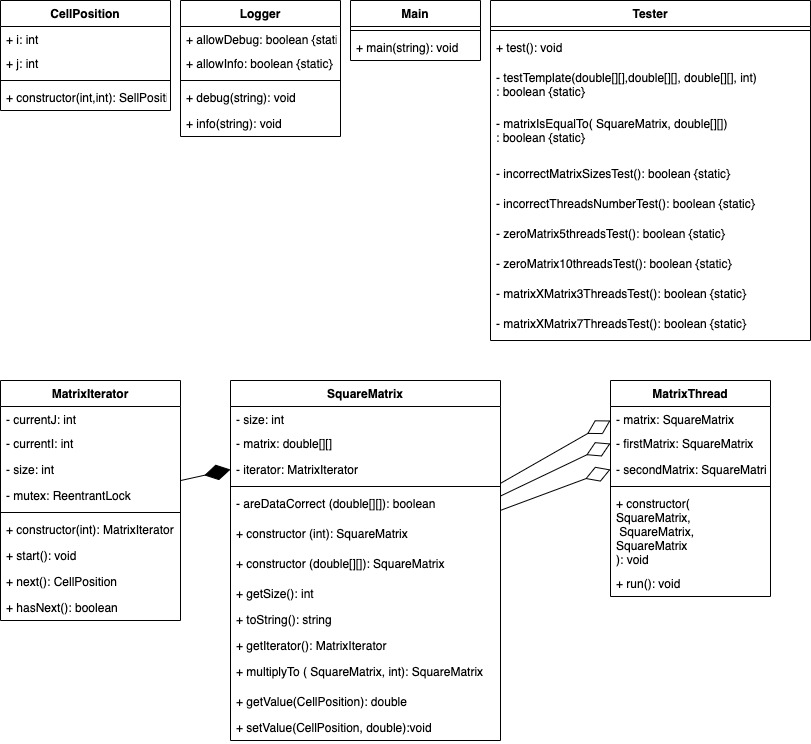 CellPosition
+ i: int
+ j: int
+ constructor(int,int): SellPositi
Logger
+ allowDebug: boolean {stati
+ allowInfo: boolean {static}
+ debug(string): void
+ info(string): void
Main
+ main(string): void
Tester
+ test(): void
- testTemplate(double[][],double[][], double[][], int)
: boolean {static}
- matrixIsEqualTo( SquareMatrix, double[][])
: boolean {static}
- incorrectMatrixSizesTest(): boolean {static}
- incorrectThreadsNumberTest(): boolean {static}
- zeroMatrix5threadsTest(): boolean {static}
- zeroMatrix10threadsTest(): boolean {static}
- matrixXMatrix3ThreadsTest(): boolean {static}
- matrixXMatrix7ThreadsTest(): boolean {static}
MatrixIterator
- currentJ: int
- currentI: int
- size: int
- mutex: ReentrantLock
+ constructor(int): MatrixIterator
+ start(): void
+ next(): CellPosition
+ hasNext(): boolean
SquareMatrix
- size: int
- matrix: double[][]
- iterator: MatrixIterator
- areDataCorrect (double[][]): boolean
+ constructor (int): SquareMatrix
+ constructor (double[][]): SquareMatrix
+ getSize(): int
+ toString(): string
+ getIterator(): MatrixIterator
+ multiplyTo ( SquareMatrix, int): SquareMatrix
+ getValue(CellPosition): double
+ setValue(CellPosition, double):void
MatrixThread
- matrix: SquareMatrix
- firstMatrix: SquareMatrix
- secondMatrix: SquareMatri
+ constructor(
SquareMatrix,
SquareMatrix,
SquareMatrix
): void
+ run(): void